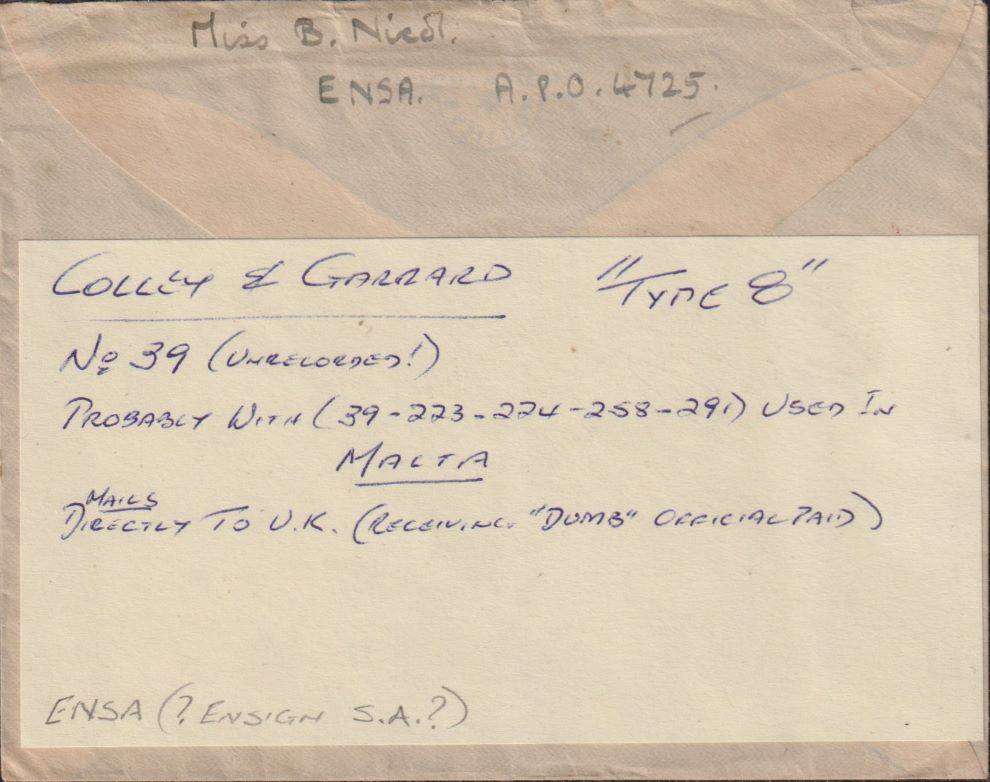 Miss B. Nicol.
ENSA. A.P.O. 4725.
COLLEY & GARRARD "TYPE 8"
No 39 (UNRECORDED!)
PROBABLY WITH (39-223-224-258-291) USED IN
MALTA
MAILS
DIRECTLY TO U.K. (RECEIVING "DUMB" OFFICIAL PAID)
ENSA (? ENSIGN S.A.?)